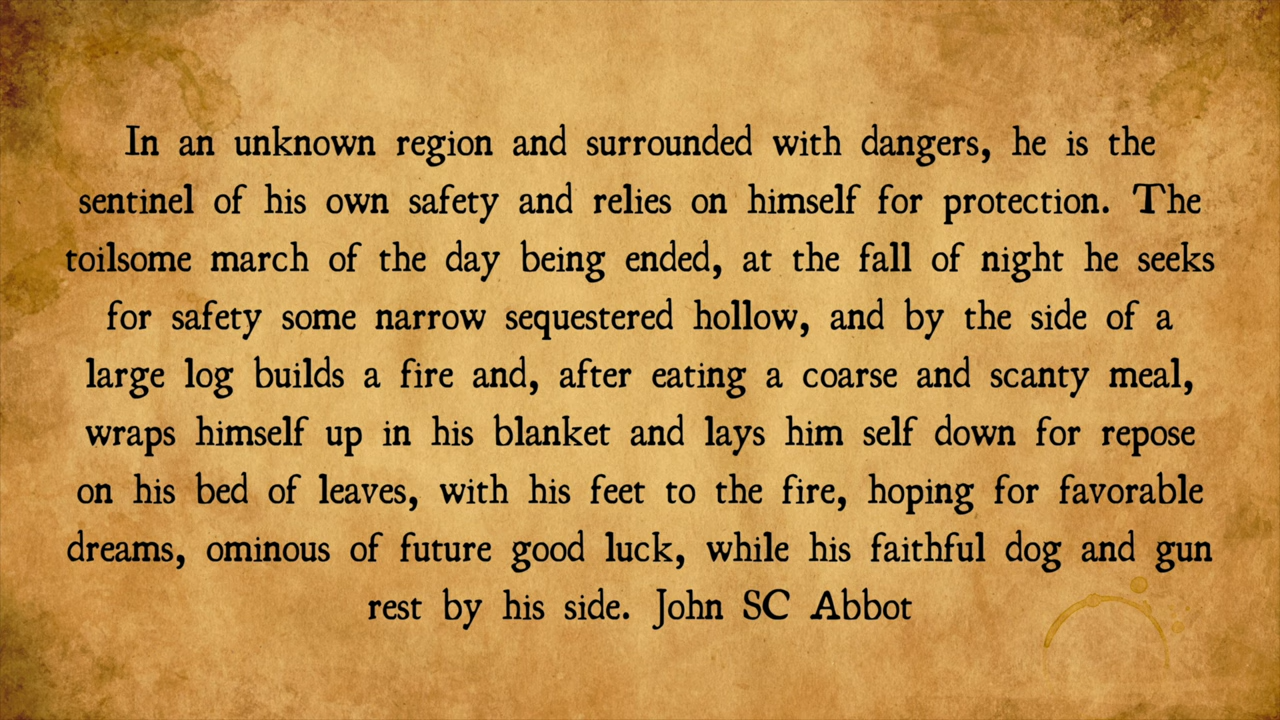 In an unknown region and surrounded with dangers, he is the
sentinel of his own safety and relies on himself for protection. The
toilsome march of the day being ended, at the fall of night he seeks
for safety some narrow sequestered hollow, and by the side of a
large log builds a fire and, after eating a coarse and scanty meal,
wraps himself up in his blanket and lays him self down for repose
on his bed of leaves, with his feet to the fire, hoping for favorable
dreams, ominous of future good luck, while his faithful dog and gun
rest by his side. John SC Abbot